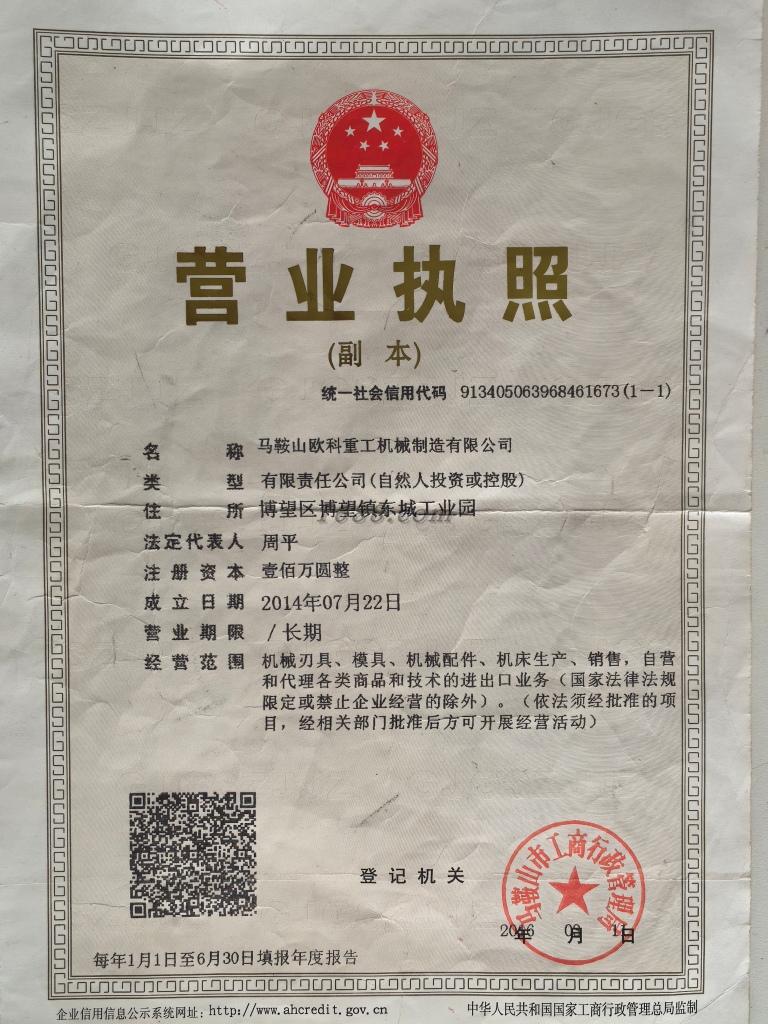 营业执照
(副 本)
统一社会信用代码 913405063968461673(1-1)
名 称 马鞍山欧科重工机械制造有限公司
类 型 有限责任公司(自然人投资或控股)
住 所 博望区博望镇东城工业园
法定代表人 周平
注册资本 壹佰万圆整
成立日期 2014年07月22日
营业期限 / 长期
经营范围 机械刃具、模具、机械配件、机床生产、销售，自营
和代理各类商品和技术的进出口业务（国家法律法规
限定或禁止企业经营的除外）。（依法须经批准的项
目，经相关部门批准后方可开展经营活动）
登记机关
马鞍山市工商行政管理局
2016年 月 日
每年1月1日至6月30日填报年度报告
企业信用信息公示系统网址：http://www.ahcredit.gov.cn
中华人民共和国国家工商行政管理总局监制